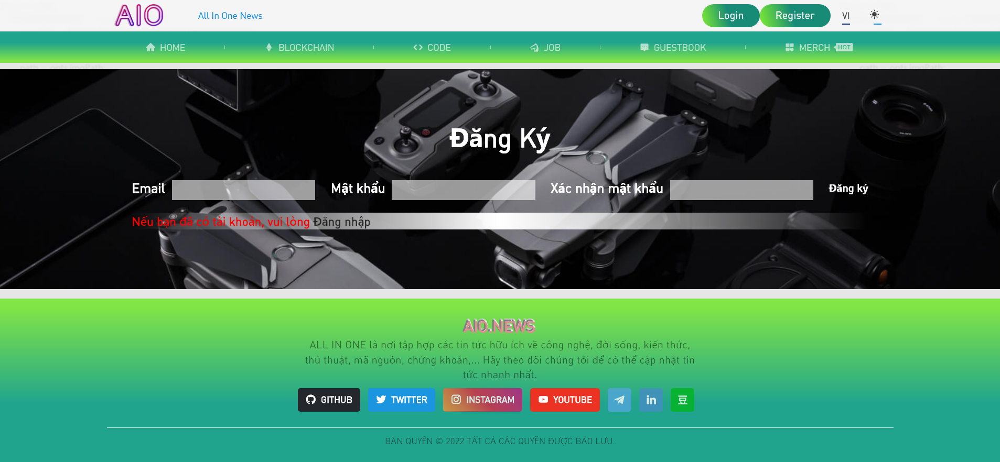 AIO
All In One News
Login
Register
VI
HOME
BLOCKCHAIN
CODE
JOB
GUESTBOOK
MERCH
HOT
Đăng Ký
Email
Mật khẩu
Xác nhận mật khẩu
Đăng ký
Nếu bạn đã có tài khoản, vui lòng Đăng nhập
AIO.NEWS
ALL IN ONE là nơi tập hợp các tin tức hữu ích về công nghệ, đời sống, kiến thức,
thủ thuật, mã nguồn, chứng khoán,... Hãy theo dõi chúng tôi để có thể cập nhật tin
tức nhanh nhất.
GITHUB
TWITTER
INSTAGRAM
YOUTUBE
豆
BẢN QUYỀN © 2022 TẤT CẢ CÁC QUYỀN ĐƯỢC BẢO LƯU.